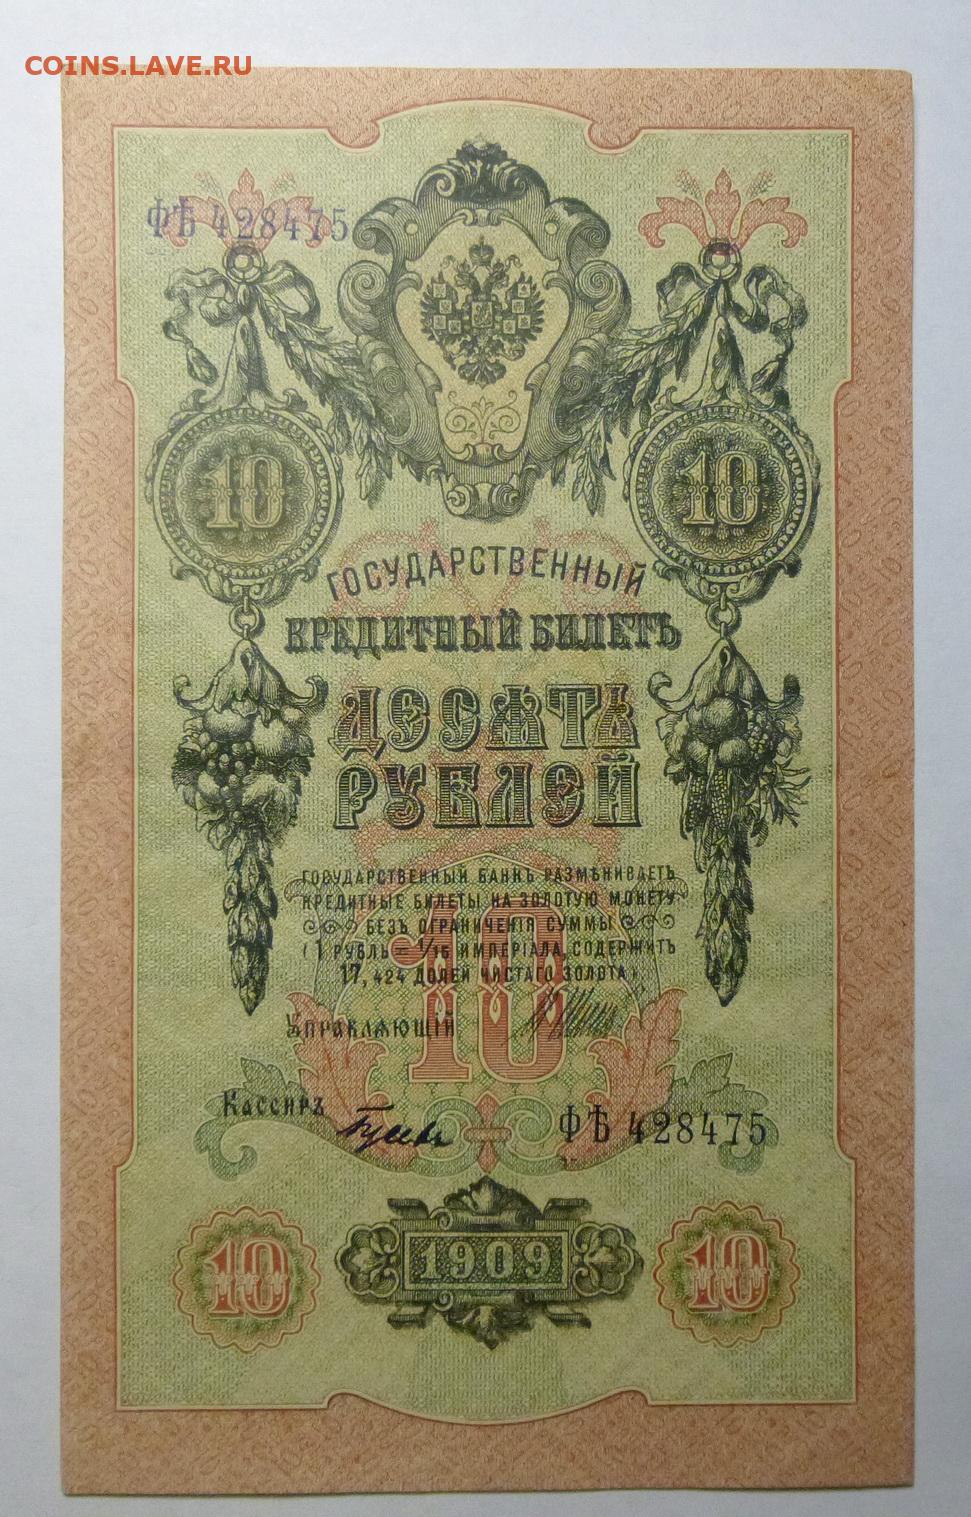 COINS.LAVE.RU
ФѢ 428475
10 10
ГОСУДАРСТВЕННЫЙ
КРЕДИТНЫЙ БИЛЕТЪ
ДЕСѦТЬ
РУБЛЕЙ
ГОСУДАРСТВЕННЫЙ БАНКЪ РАЗМѢНИВАЕТЪ
КРЕДИТНЫЕ БИЛЕТЫ НА ЗОЛОТУЮ МОНЕТУ
БЕЗЪ ОГРАНИЧЕНІЯ СУММЫ
(1 РУБЛЬ = 1/15 ИМПЕРІАЛА, СОДЕРЖИТЪ
17,424 ДОЛЕЙ ЧИСТАГО ЗОЛОТА).
10
УПРАВЛѦЮЩІЙ
Кассиръ
ФѢ 428475
10 1909 10